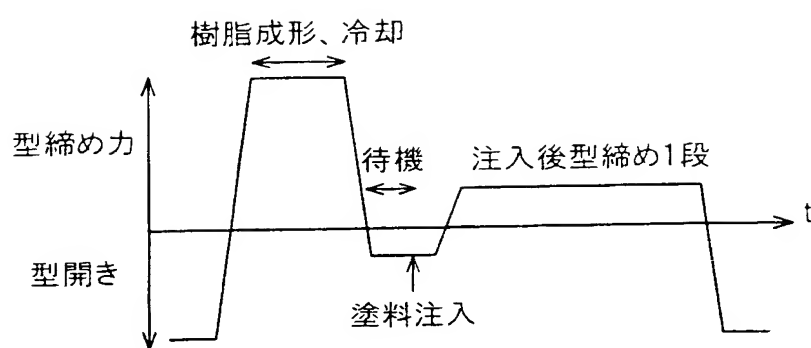 樹脂成形、冷却
型締め力
待機
注入後型締め1段
t
型開き
塗料注入